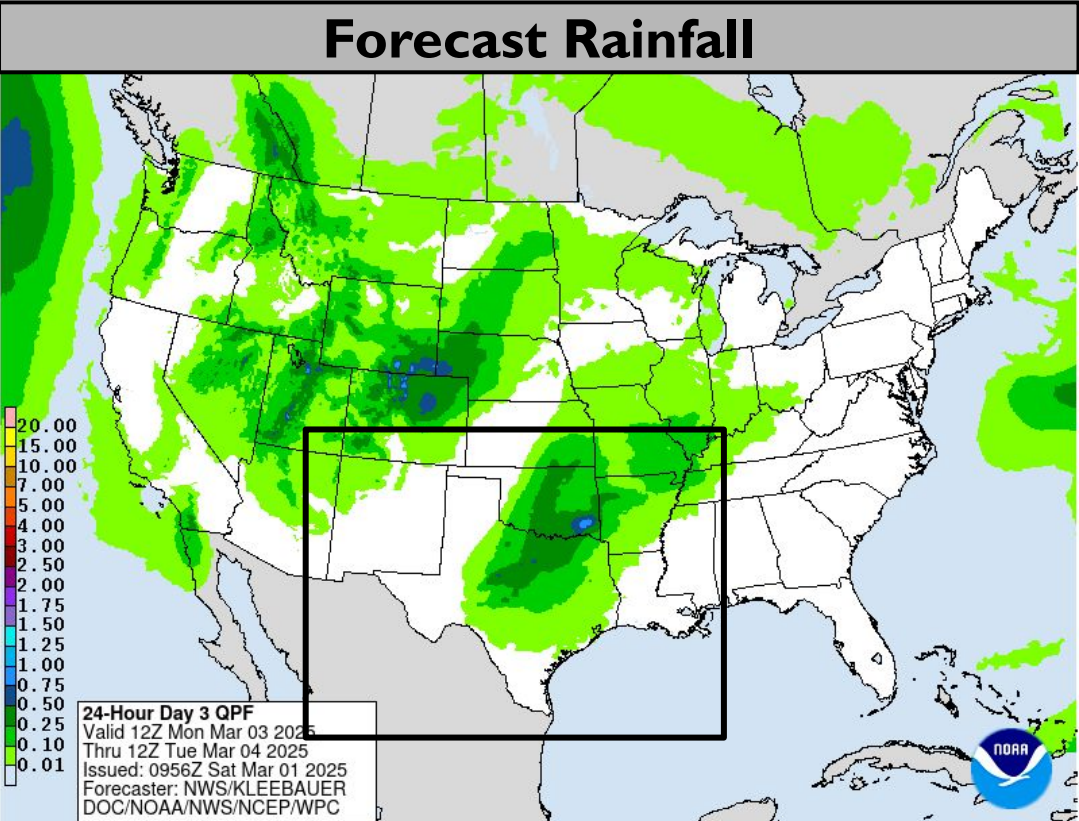 Forecast Rainfall
20.00
15.00
10.00
7.00
5.00
4.00
3.00
2.50
2.00
1.75
1.50
1.25
1.00
0.75
0.50
0.25
0.10
0.01
24-Hour Day 3 QPF
Valid 12Z Mon Mar 03 2025
Thru 12Z Tue Mar 04 2025
Issued: 0956Z Sat Mar 01 2025
Forecaster: NWS/KLEEBAUER
DOC/NOAA/NWS/NCEP/WPC
NOAA